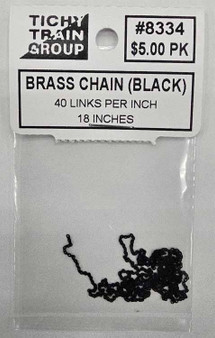 TICHY
TRAIN
GROUP
#8334
$5.00 PK
BRASS CHAIN (BLACK)
40 LINKS PER INCH
18 INCHES